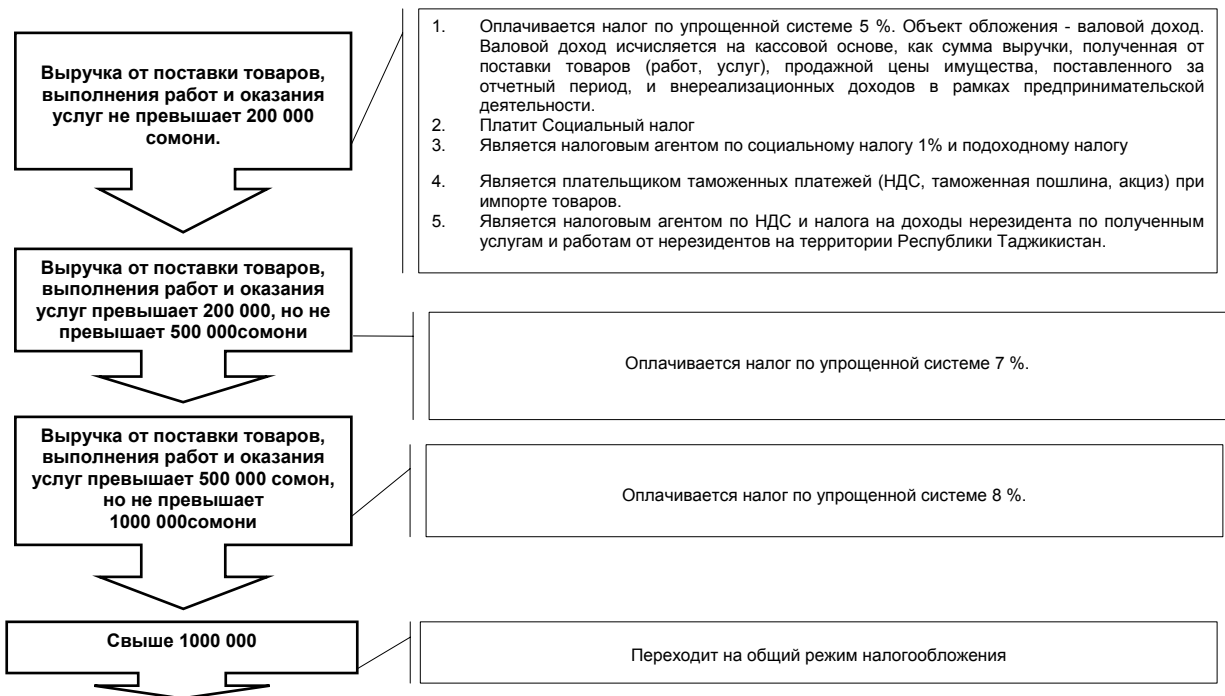 Выручка от поставки товаров,
выполнения работ и оказания
услуг не превышает 200 000
сомони.
1. Оплачивается налог по упрощенной системе 5 %. Объект обложения - валовой доход.
Валовой доход исчисляется на кассовой основе, как сумма выручки, полученная от
поставки товаров (работ, услуг), продажной цены имущества, поставленного за
отчетный период, и внереализационных доходов в рамках предпринимательской
деятельности.
2. Платит Социальный налог
3. Является налоговым агентом по социальному налогу 1% и подоходному налогу
4. Является плательщиком таможенных платежей (НДС, таможенная пошлина, акциз) при
импорте товаров.
5. Является налоговым агентом по НДС и налога на доходы нерезидента по полученным
услугам и работам от нерезидентов на территории Республики Таджикистан.
Выручка от поставки товаров,
выполнения работ и оказания
услуг превышает 200 000, но не
превышает 500 000сомони
Оплачивается налог по упрощенной системе 7 %.
Выручка от поставки товаров,
выполнения работ и оказания
услуг превышает 500 000 сомон,
но не превышает
1000 000сомони
Оплачивается налог по упрощенной системе 8 %.
Свыше 1000 000
Переходит на общий режим налогообложения